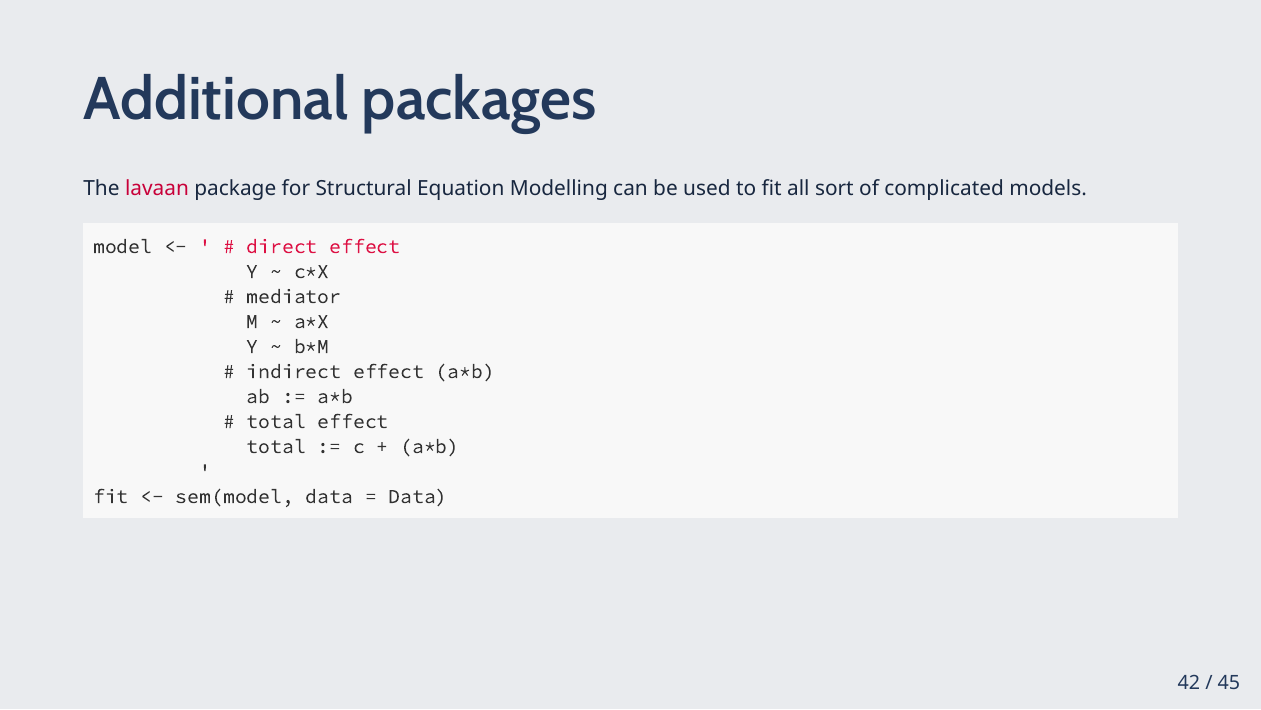 Additional packages
The lavaan package for Structural Equation Modelling can be used to fit all sort of complicated models.
model <- ' # direct effect
             Y ~ c*X
           # mediator
             M ~ a*X
             Y ~ b*M
           # indirect effect (a*b)
             ab := a*b
           # total effect
             total := c + (a*b)
         '
fit <- sem(model, data = Data)
42 / 45